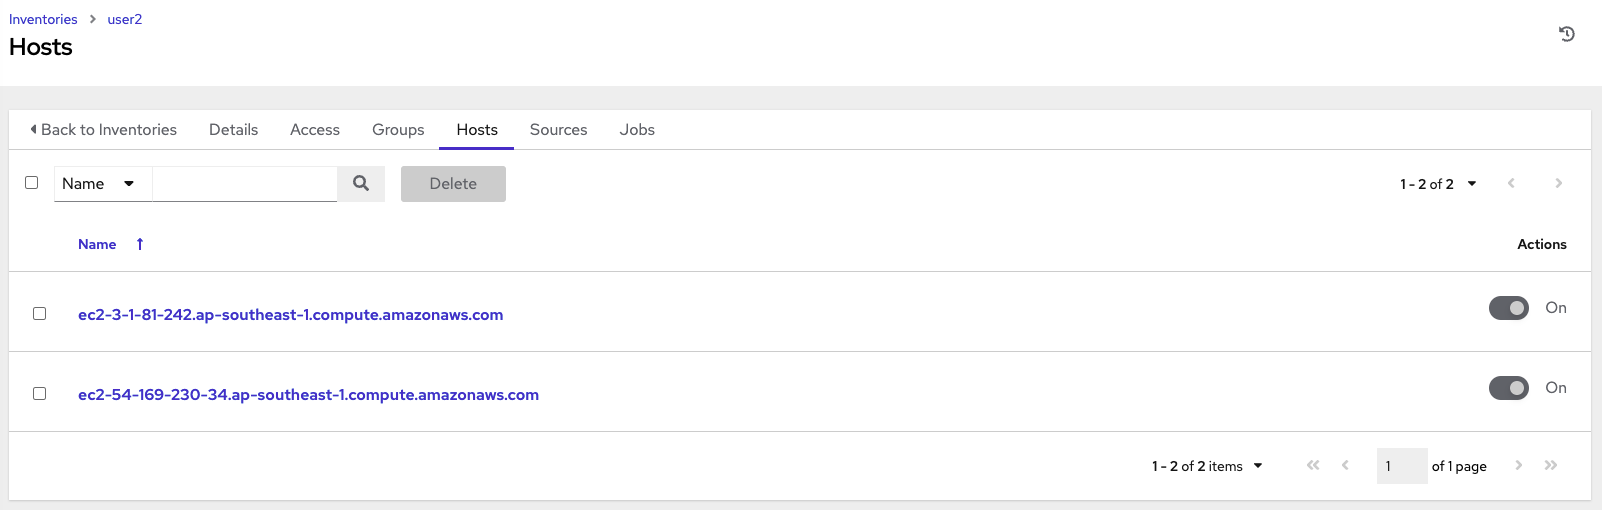 Inventories > user2
Hosts
Back to Inventories Details Access Groups Hosts Sources Jobs
Name Delete 1 - 2 of 2
Name Actions
ec2-3-1-81-242.ap-southeast-1.compute.amazonaws.com On
ec2-54-169-230-34.ap-southeast-1.compute.amazonaws.com On
1 - 2 of 2 items 1 of 1 page